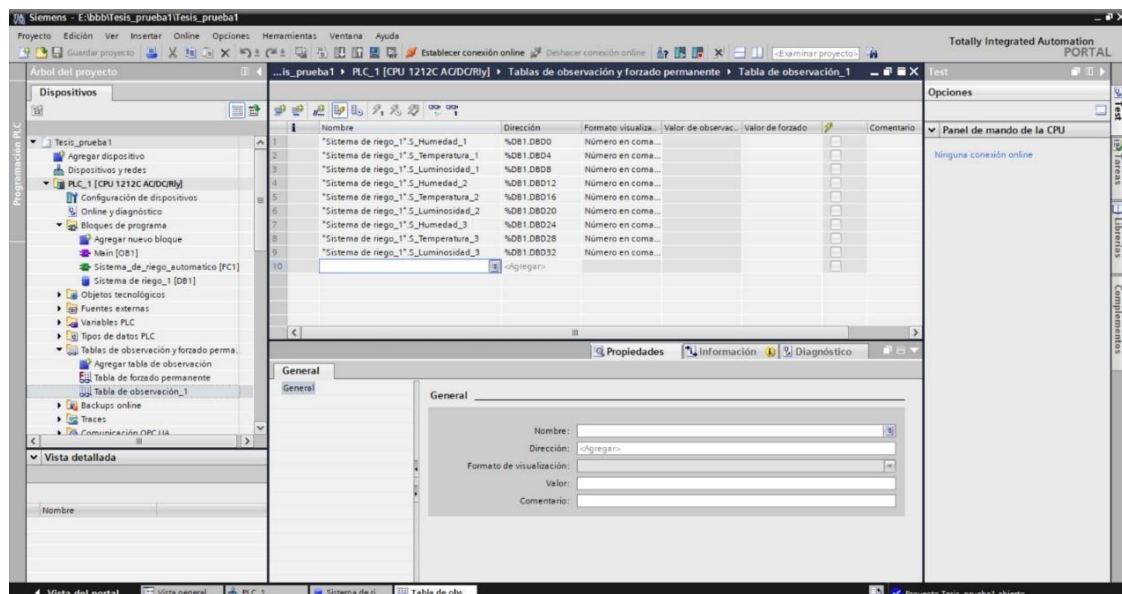 Siemens - E:\bbb\Tesis_prueba1\Tesis_prueba1
Proyecto Edición Ver Insertar Online Opciones Herramientas Ventana Ayuda
Guardar proyecto
Establecer conexión online
Deshacer conexión online
<Examinar proyecto>
Totally Integrated Automation
PORTAL
Árbol del proyecto
...is_prueba1 ▸ PLC_1 [CPU 1212C AC/DC/Rly] ▸ Tablas de observación y forzado permanente ▸ Tabla de observación_1
Test
Dispositivos
Opciones
Programación PLC
Tesis_prueba1
Agregar dispositivo
Dispositivos y redes
PLC_1 [CPU 1212C AC/DC/Rly]
Configuración de dispositivos
Online y diagnóstico
Bloques de programa
Agregar nuevo bloque
Main [OB1]
Sistema_de_riego_automatico [FC1]
Sistema de riego_1 [DB1]
Objetos tecnológicos
Fuentes externas
Variables PLC
Tipos de datos PLC
Tablas de observación y forzado perma...
Agregar tabla de observación
Tabla de forzado permanente
Tabla de observación_1
Backups online
Traces
Comunicación OPC UA
Vista detallada
Nombre
i Nombre Dirección Formato visualiza... Valor de observac... Valor de forzado Comentario
1 "Sistema de riego_1".S_Humedad_1 %DB1.DBD0 Número en coma...
2 "Sistema de riego_1".S_Temperatura_1 %DB1.DBD4 Número en coma...
3 "Sistema de riego_1".S_Luminosidad_1 %DB1.DBD8 Número en coma...
4 "Sistema de riego_1".S_Humedad_2 %DB1.DBD12 Número en coma...
5 "Sistema de riego_1".S_Temperatura_2 %DB1.DBD16 Número en coma...
6 "Sistema de riego_1".S_Luminosidad_2 %DB1.DBD20 Número en coma...
7 "Sistema de riego_1".S_Humedad_3 %DB1.DBD24 Número en coma...
8 "Sistema de riego_1".S_Temperatura_3 %DB1.DBD28 Número en coma...
9 "Sistema de riego_1".S_Luminosidad_3 %DB1.DBD32 Número en coma...
10 <Agregar>
Propiedades Información Diagnóstico
General
General
General
Nombre:
Dirección: <Agregar>
Formato de visualización:
Valor:
Comentario:
Panel de mando de la CPU
Ninguna conexión online
Test
Tareas
Librerías
Complementos
Vista del portal Vista general PLC_1 Sistema de ri... Tabla de obs...
Proyecto Tesis_prueba1 abierto.